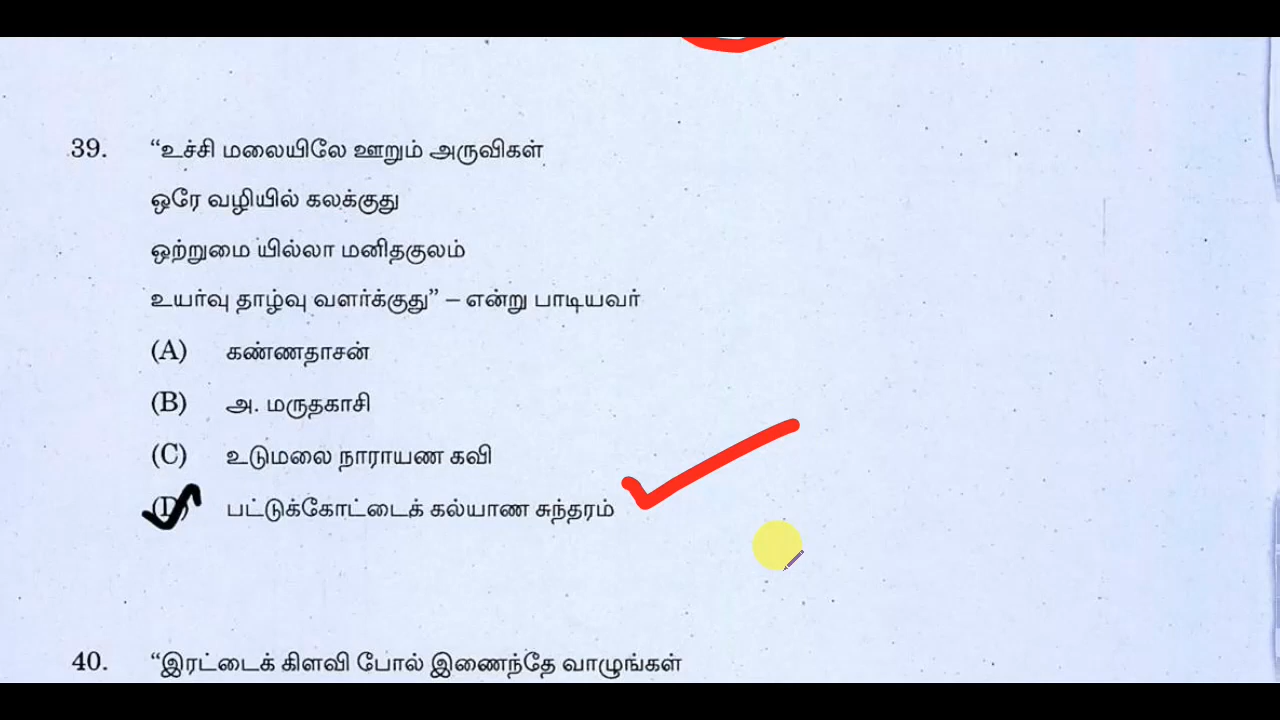 39. “உச்சி மலையிலே ஊறும் அருவிகள்
ஒரே வழியில் கலக்குது
ஒற்றுமை யில்லா மனிதகுலம்
உயர்வு தாழ்வு வளர்க்குது” – என்று பாடியவர்
(A) கண்ணதாசன்
(B) அ. மருதகாசி
(C) உடுமலை நாராயண கவி
(D) பட்டுக்கோட்டைக் கல்யாண சுந்தரம்
40. “இரட்டைக் கிளவி போல் இணைந்தே வாழுங்கள்